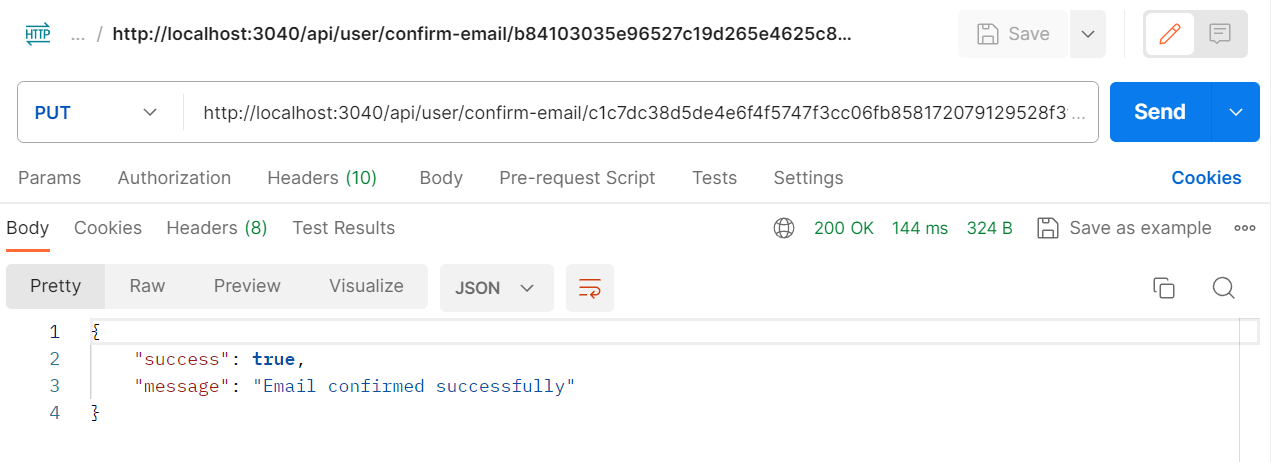 HTTP ... / http://localhost:3040/api/user/confirm-email/b84103035e96527c19d265e4625c8... Save
PUT http://localhost:3040/api/user/confirm-email/c1c7dc38d5de4e6f4f5747f3cc06fb858172079129528f3 ... Send
Params Authorization Headers (10) Body Pre-request Script Tests Settings Cookies
Body Cookies Headers (8) Test Results 200 OK 144 ms 324 B Save as example
Pretty Raw Preview Visualize JSON
1 {
2 "success": true,
3 "message": "Email confirmed successfully"
4 }